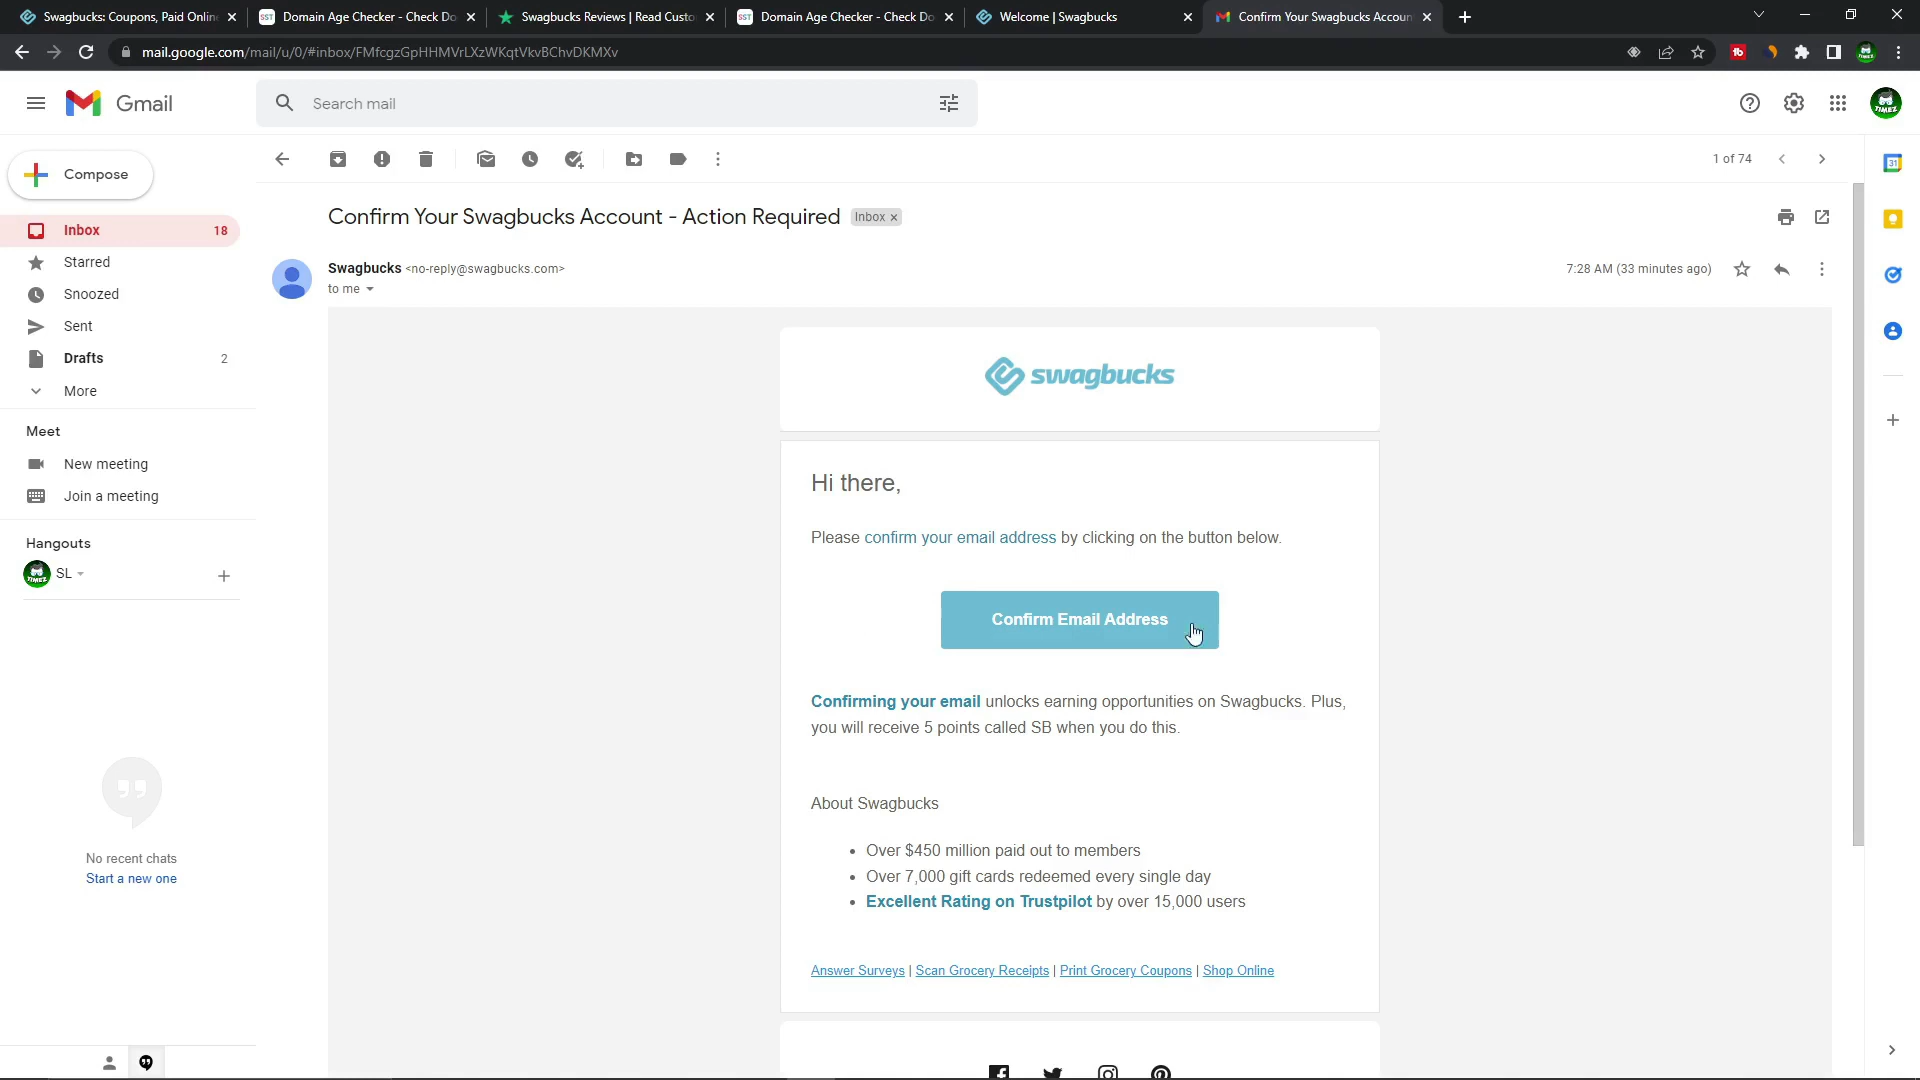 Swagbucks: Coupons, Paid Onlin
SST Domain Age Checker - Check Do
Swagbucks Reviews | Read Custo
SST Domain Age Checker - Check Do
Welcome | Swagbucks
Confirm Your Swagbucks Accoun
mail.google.com/mail/u/0/#inbox/FMfcgzGpHHMVrLXzWKqtVkvBChvDKMXv
Gmail
Search mail
TIMEZ
Compose
1 of 74
31
Inbox 18
Starred
Snoozed
Sent
Drafts 2
More
Meet
New meeting
Join a meeting
Hangouts
TIMEZ SL
No recent chats
Start a new one
Confirm Your Swagbucks Account - Action Required Inbox x
Swagbucks <no-reply@swagbucks.com>
7:28 AM (33 minutes ago)
to me
swagbucks
Hi there,
Please confirm your email address by clicking on the button below.
Confirm Email Address
Confirming your email unlocks earning opportunities on Swagbucks. Plus,
you will receive 5 points called SB when you do this.
About Swagbucks
• Over $450 million paid out to members
• Over 7,000 gift cards redeemed every single day
• Excellent Rating on Trustpilot by over 15,000 users
Answer Surveys | Scan Grocery Receipts | Print Grocery Coupons | Shop Online